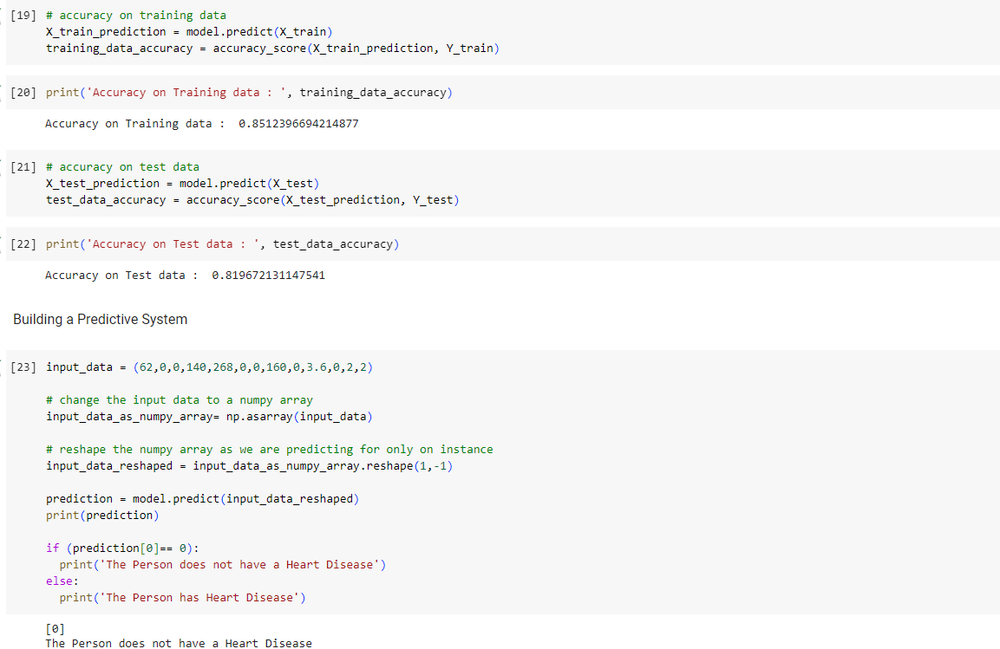 [19] # accuracy on training data
X_train_prediction = model.predict(X_train)
training_data_accuracy = accuracy_score(X_train_prediction, Y_train)
[20] print('Accuracy on Training data : ', training_data_accuracy)
Accuracy on Training data :  0.8512396694214877
[21] # accuracy on test data
X_test_prediction = model.predict(X_test)
test_data_accuracy = accuracy_score(X_test_prediction, Y_test)
[22] print('Accuracy on Test data : ', test_data_accuracy)
Accuracy on Test data :  0.819672131147541
Building a Predictive System
[23] input_data = (62,0,0,140,268,0,0,160,0,3.6,0,2,2)
# change the input data to a numpy array
input_data_as_numpy_array= np.asarray(input_data)
# reshape the numpy array as we are predicting for only on instance
input_data_reshaped = input_data_as_numpy_array.reshape(1,-1)
prediction = model.predict(input_data_reshaped)
print(prediction)
if (prediction[0]== 0):
  print('The Person does not have a Heart Disease')
else:
  print('The Person has Heart Disease')
[0]
The Person does not have a Heart Disease